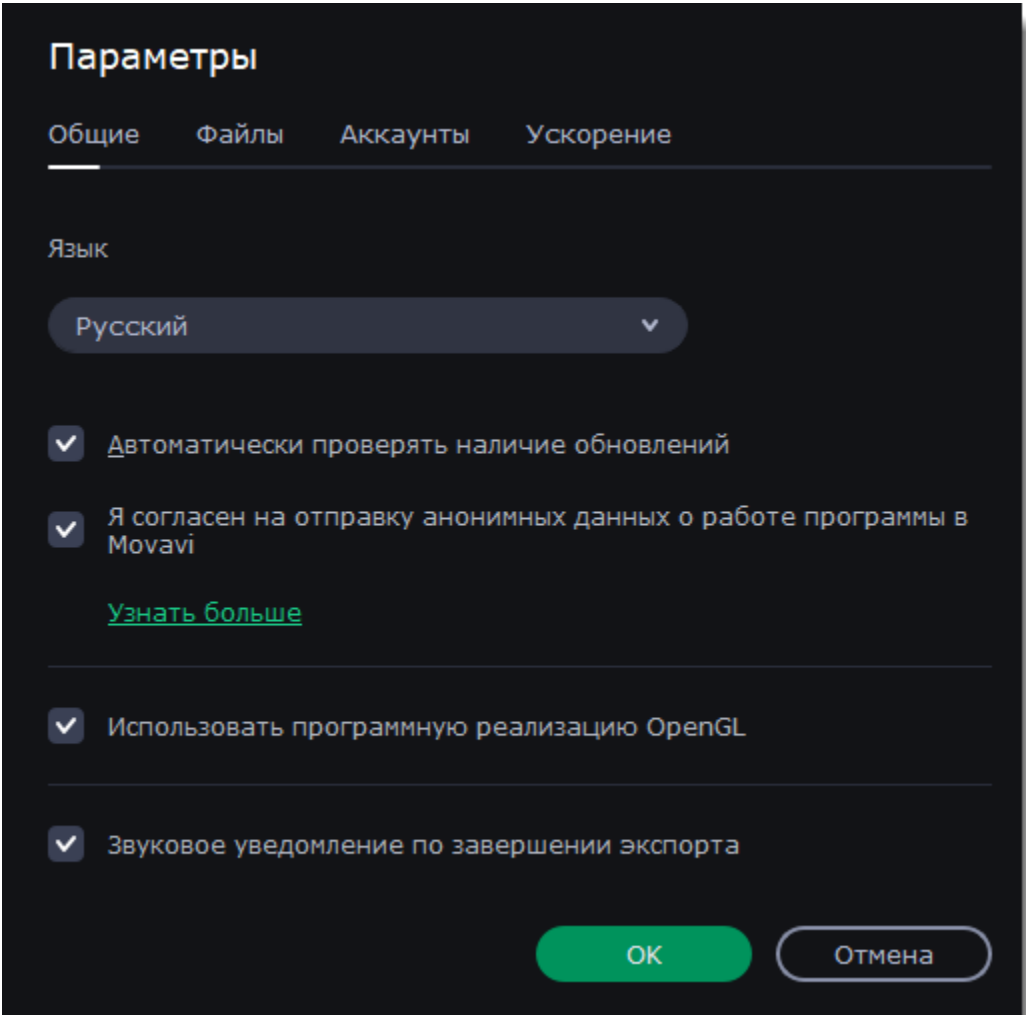 Параметры
Общие Файлы Аккаунты Ускорение
Язык
Русский
Автоматически проверять наличие обновлений
Я согласен на отправку анонимных данных о работе программы в
Movavi
Узнать больше
Использовать программную реализацию OpenGL
Звуковое уведомление по завершении экспорта
OK Отмена